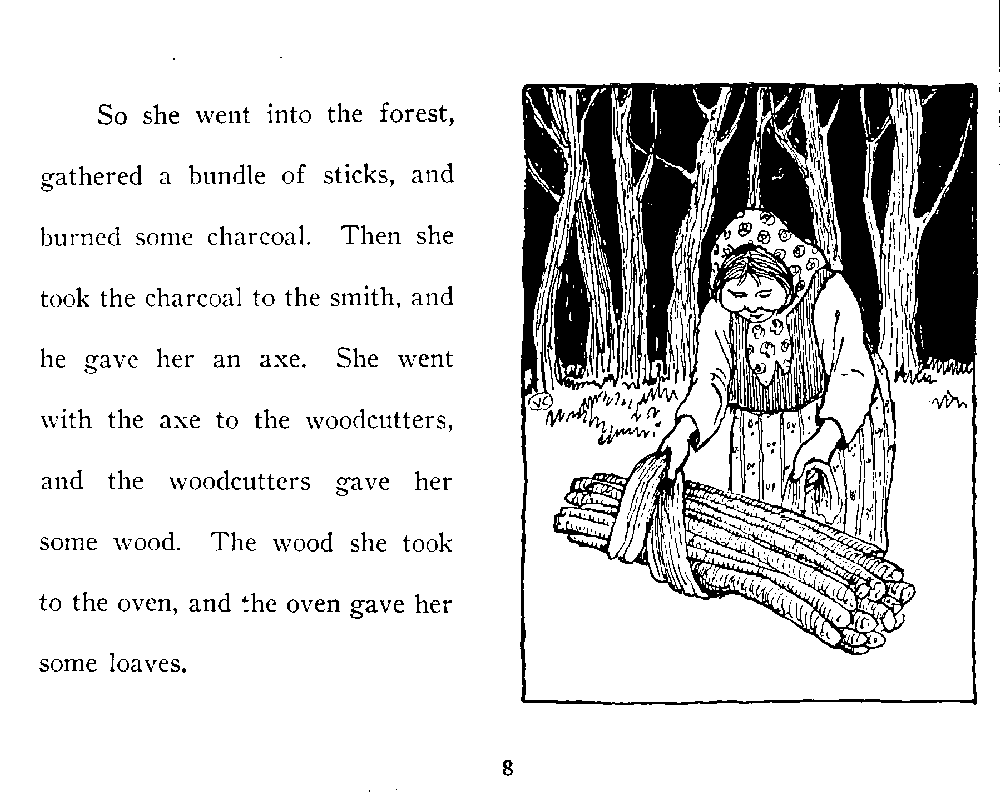 So she went into the forest,
gathered a bundle of sticks, and
burned some charcoal. Then she
took the charcoal to the smith, and
he gave her an axe. She went
with the axe to the woodcutters,
and the woodcutters gave her
some wood. The wood she took
to the oven, and the oven gave her
some loaves.
VC
8